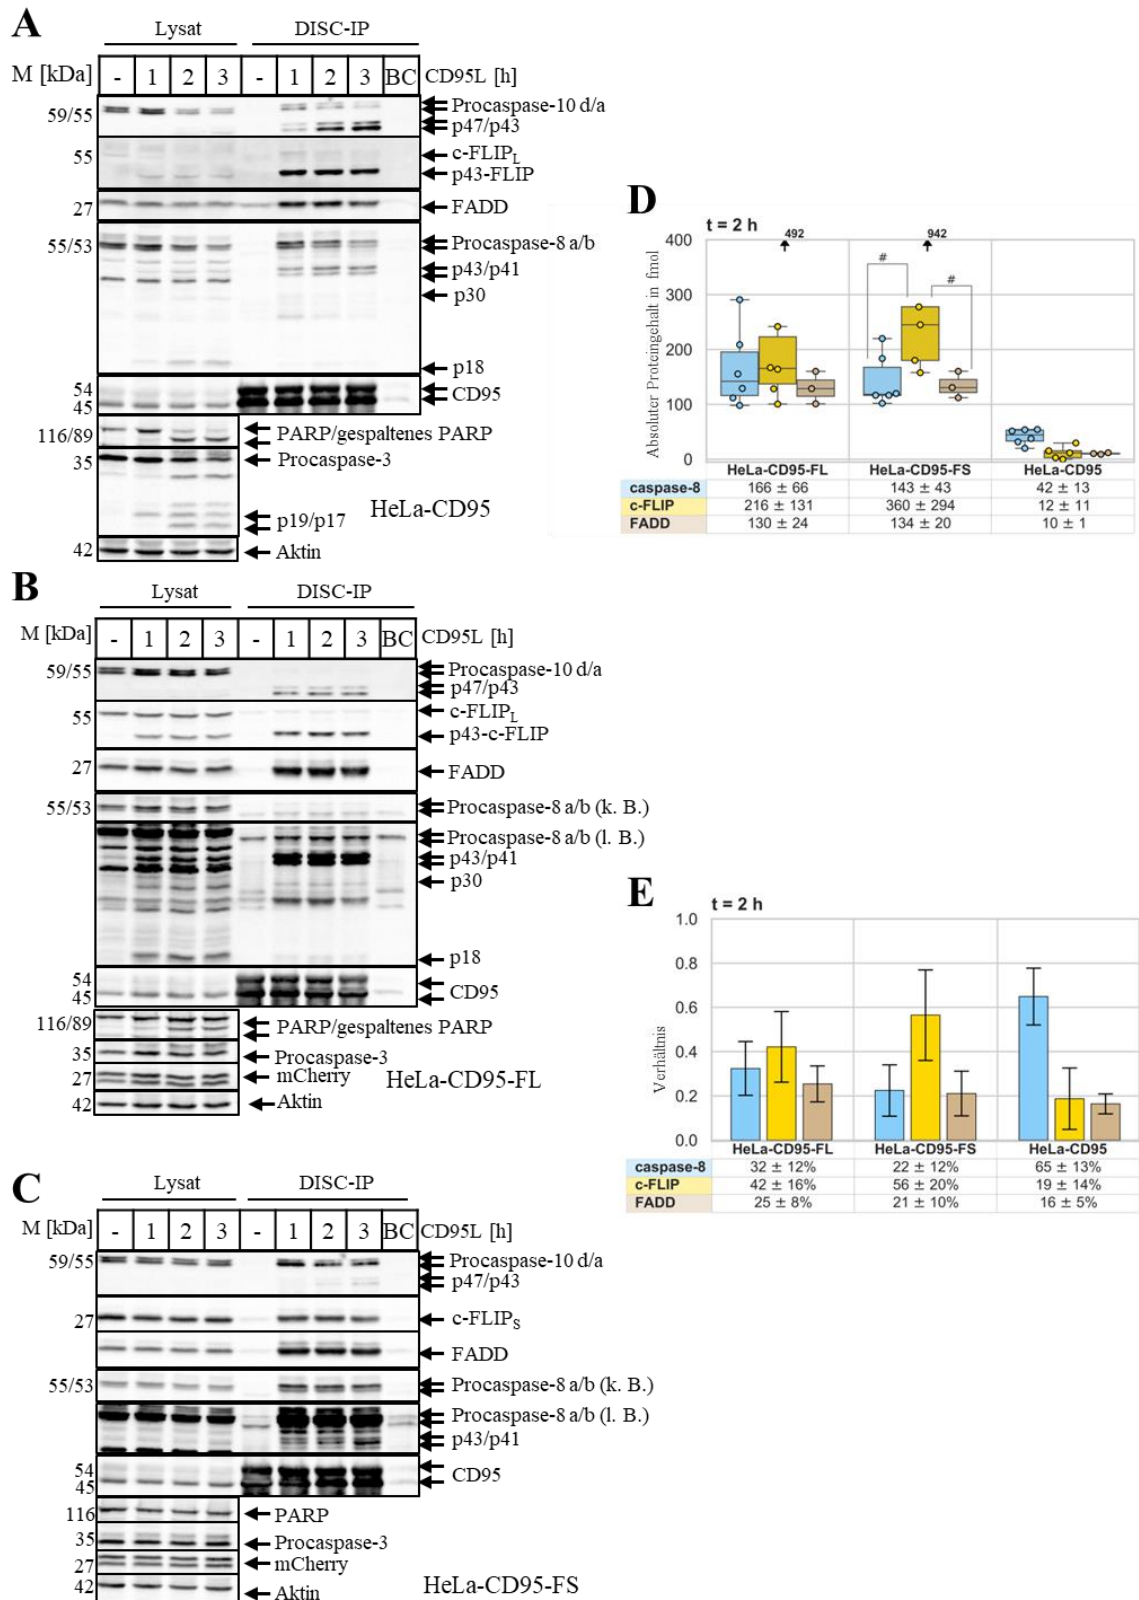 A
Lysat DISC-IP
M [kDa] - 1 2 3 - 1 2 3 BC CD95L [h]
59/55 Procaspase-10 d/a
p47/p43
55 c-FLIPL
p43-FLIP
27 FADD
55/53 Procaspase-8 a/b
p43/p41
p30
p18
54 CD95
45
116/89 PARP/gespaltenes PARP
35 Procaspase-3
p19/p17
HeLa-CD95
42 Aktin
B
Lysat DISC-IP
M [kDa] - 1 2 3 - 1 2 3 BC CD95L [h]
59/55 Procaspase-10 d/a
p47/p43
55 c-FLIPL
p43-c-FLIP
27 FADD
55/53 Procaspase-8 a/b (k. B.)
Procaspase-8 a/b (l. B.)
p43/p41
p30
p18
54 CD95
45
116/89 PARP/gespaltenes PARP
35 Procaspase-3
27 mCherry
HeLa-CD95-FL
42 Aktin
C
Lysat DISC-IP
M [kDa] - 1 2 3 - 1 2 3 BC CD95L [h]
59/55 Procaspase-10 d/a
p47/p43
27 c-FLIPS
FADD
55/53 Procaspase-8 a/b (k. B.)
Procaspase-8 a/b (l. B.)
p43/p41
54 CD95
45
116 PARP
35 Procaspase-3
27 mCherry
42 Aktin
HeLa-CD95-FS
D
t = 2 h
492 942
400
300
200
100
0
# #
Absoluter Proteingehalt in fmol
HeLa-CD95-FL HeLa-CD95-FS HeLa-CD95
caspase-8 166 ± 66 143 ± 43 42 ± 13
c-FLIP 216 ± 131 360 ± 294 12 ± 11
FADD 130 ± 24 134 ± 20 10 ± 1
E
t = 2 h
1.0
0.8
0.6
0.4
0.2
0.0
Verhältnis
HeLa-CD95-FL HeLa-CD95-FS HeLa-CD95
caspase-8 32 ± 12% 22 ± 12% 65 ± 13%
c-FLIP 42 ± 16% 56 ± 20% 19 ± 14%
FADD 25 ± 8% 21 ± 10% 16 ± 5%